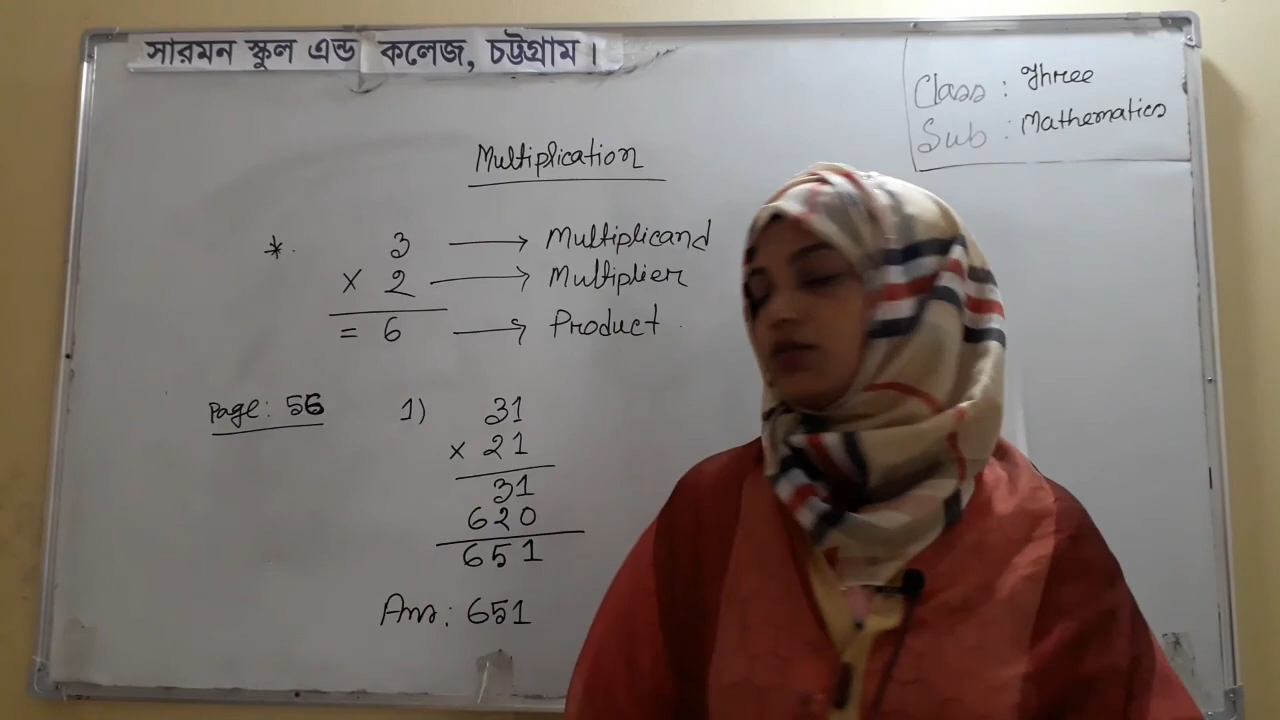 সারমন স্কুল এন্ড কলেজ, চট্টগ্রাম।
Class : Three
Sub : Mathematics
Multiplication
*. 3 → Multiplicand
× 2 → Multiplier
= 6 → Product.
Page: 56
1) 31
× 21
31
620
651
Ans: 651